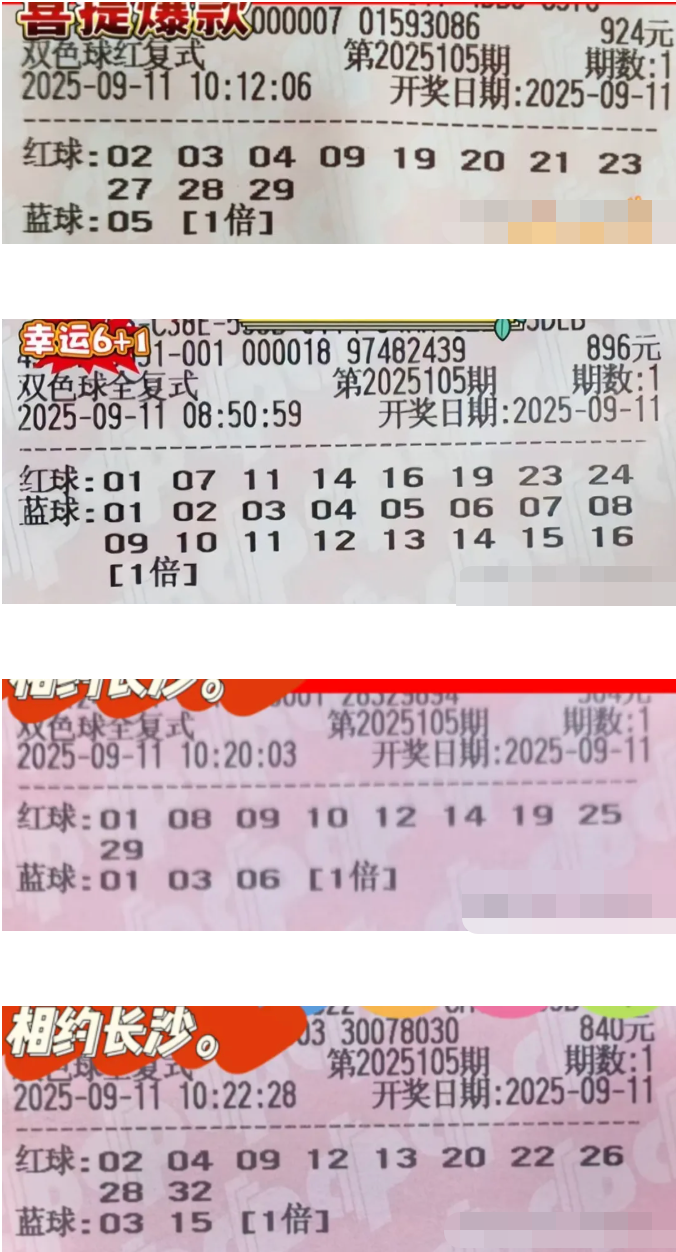 菩提爆款
000007 01593086 924元
双色球红复式 第2025105期 期数:1
2025-09-11 10:12:06 开奖日期:2025-09-11
红球:02 03 04 09 19 20 21 23
27 28 29
蓝球:05 [1倍]
幸运6+1
1-001 000018 97482439 896元
双色球全复式 第2025105期 期数:1
2025-09-11 08:50:59 开奖日期:2025-09-11
红球:01 07 11 14 16 19 23 24
蓝球:01 02 03 04 05 06 07 08
09 10 11 12 13 14 15 16
[1倍]
相约长沙。
双色球全复式 第2025105期 期数:1
2025-09-11 10:20:03 开奖日期:2025-09-11
红球:01 08 09 10 12 14 19 25
29
蓝球:01 03 06 [1倍]
相约长沙。
03 30078030 840元
色球全复式 第2025105期 期数:1
2025-09-11 10:22:28 开奖日期:2025-09-11
红球:02 04 09 12 13 20 22 26
28 32
蓝球:03 15 [1倍]